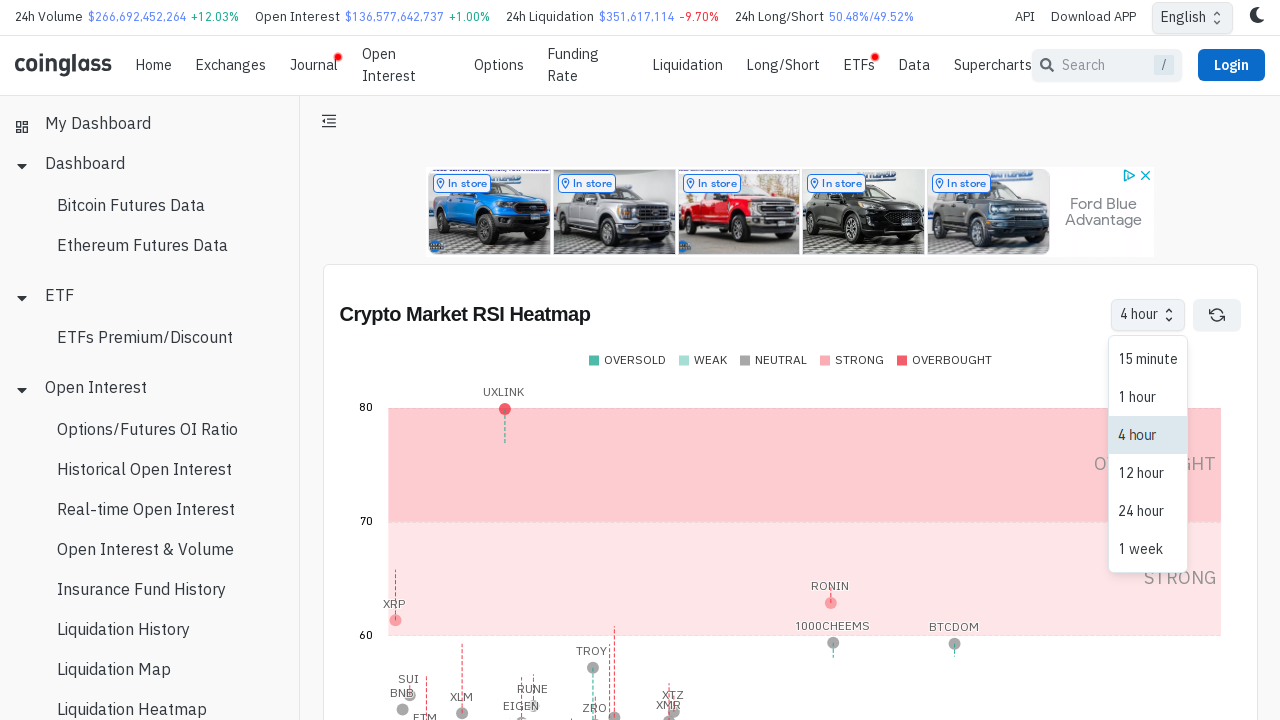 24h Volume $266,692,452,264 +12.03% Open Interest $136,577,642,737 +1.00% 24h Liquidation $351,617,114 -9.70% 24h Long/Short 50.48%/49.52% API Download APP English
coinglass Home Exchanges Journal Open Interest Options Funding Rate Liquidation Long/Short ETFs Data Supercharts Search / Login
My Dashboard
Dashboard
Bitcoin Futures Data
Ethereum Futures Data
ETF
ETFs Premium/Discount
Open Interest
Options/Futures OI Ratio
Historical Open Interest
Real-time Open Interest
Open Interest & Volume
Insurance Fund History
Liquidation History
Liquidation Map
Liquidation Heatmap
In store In store In store In store In store
Ford Blue
Advantage
Crypto Market RSI Heatmap
4 hour
15 minute
1 hour
4 hour
12 hour
24 hour
1 week
OVERSOLD WEAK NEUTRAL STRONG OVERBOUGHT
UXLINK
80
70
STRONG
RONIN
XRP
1000CHEEMS BTCDOM
60
TROY
SUI
BNB
XLM
RUNE
XTZ
EIGEN
ZRO
XMR
FTM